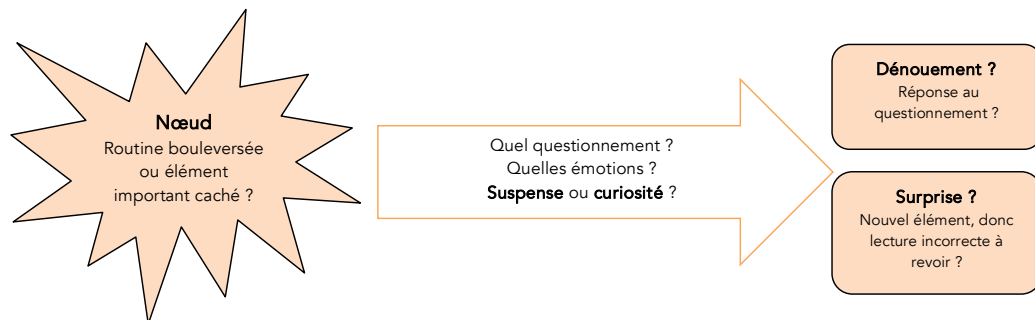 Nœud
Routine bouleversée
ou élément
important caché ?
Quel questionnement ?
Quelles émotions ?
Suspense ou curiosité ?
Dénouement ?
Réponse au
questionnement ?
Surprise ?
Nouvel élément, donc
lecture incorrecte à
revoir ?